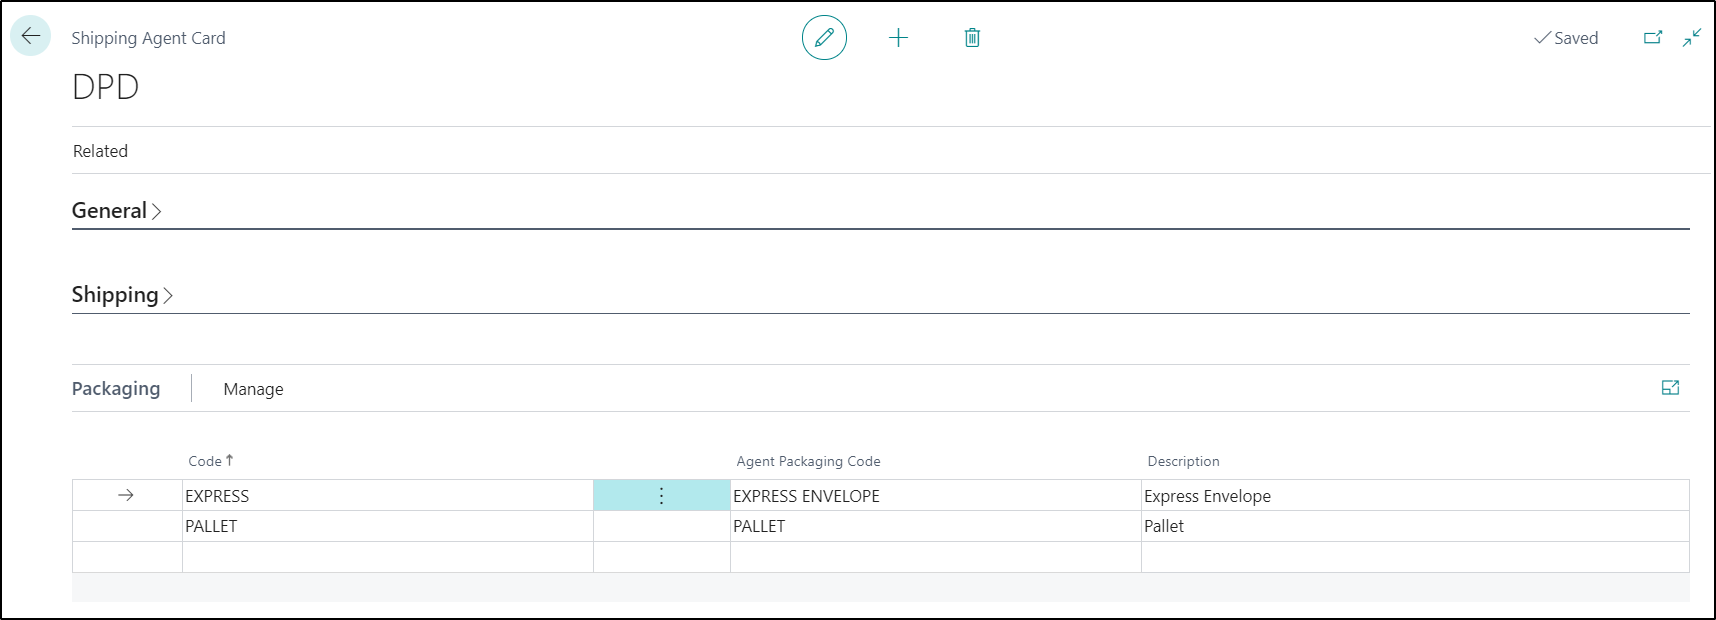 Shipping Agent Card
Saved
DPD
Related
General
Shipping
Packaging Manage
Code Agent Packaging Code Description
EXPRESS EXPRESS ENVELOPE Express Envelope
PALLET PALLET Pallet